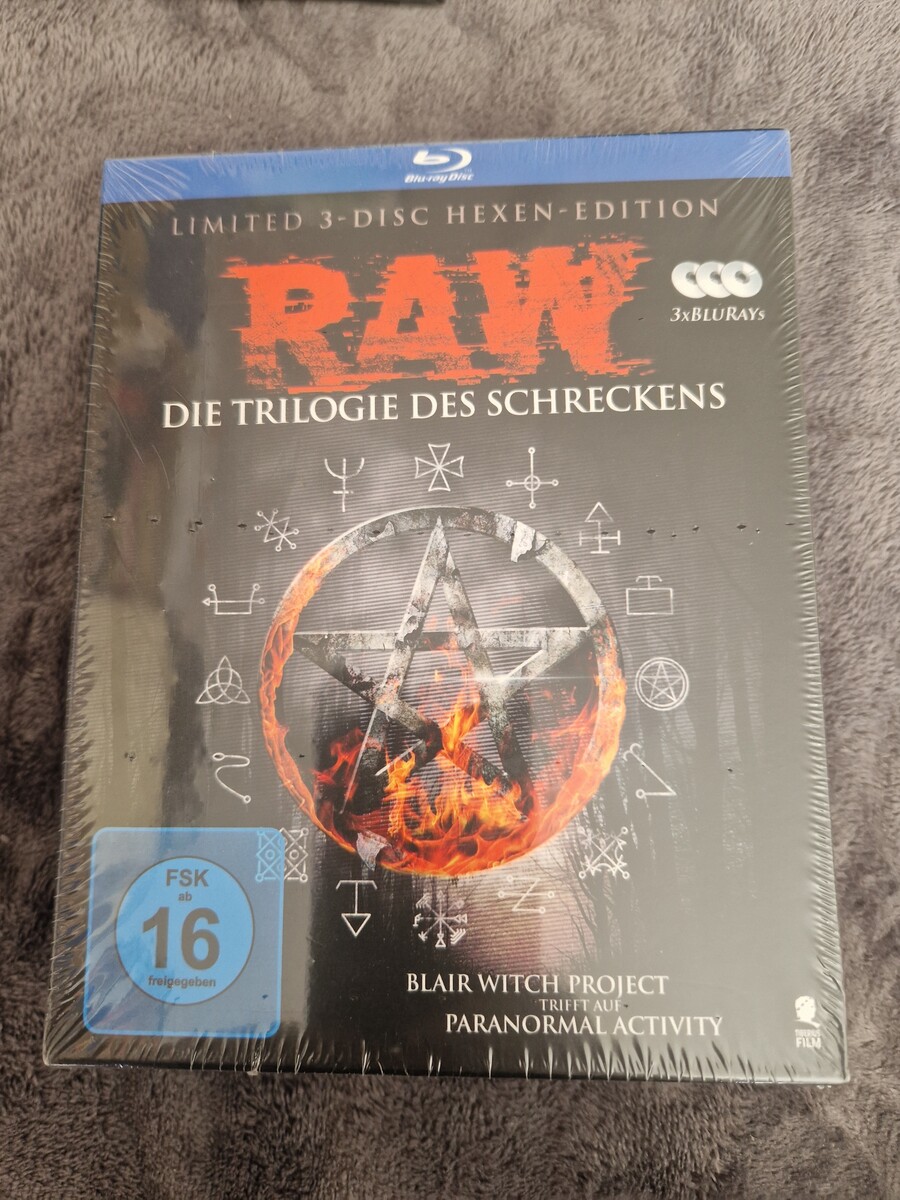 Blu-ray Disc
LIMITED 3-DISC HEXEN-EDITION
RAW
3xBLURAYs
DIE TRILOGIE DES SCHRECKENS
FSK
ab
16
freigegeben
BLAIR WITCH PROJECT
TRIFFT AUF
PARANORMAL ACTIVITY
TIBERIUS
FILM